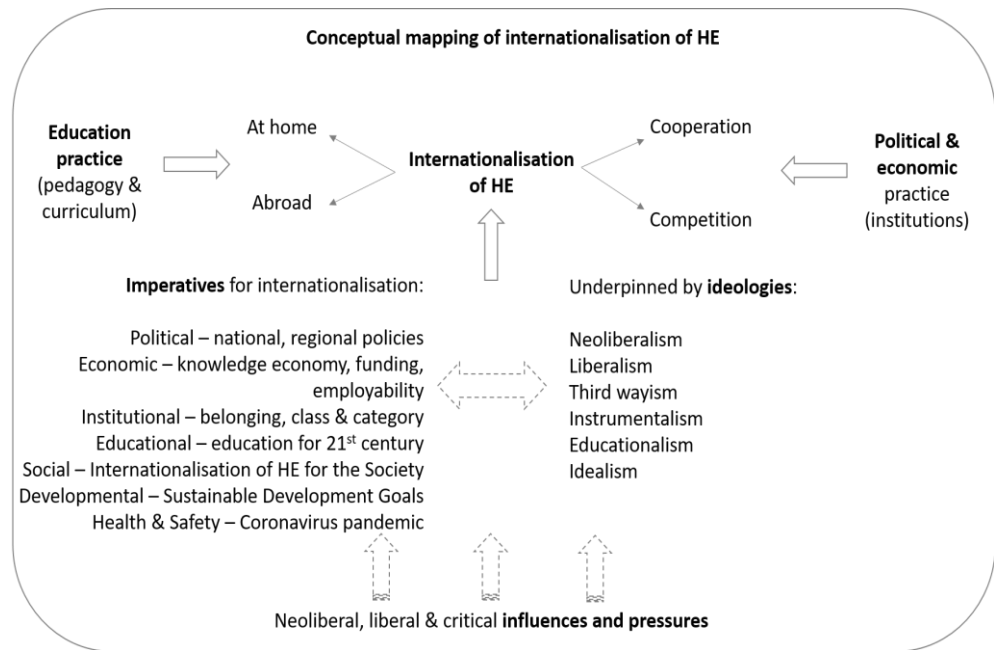 Conceptual mapping of internationalisation of HE
Education
practice
(pedagogy &
curriculum)
At home
Abroad
Internationalisation
of HE
Cooperation
Competition
Political &
economic
practice
(institutions)
Imperatives for internationalisation:
Political – national, regional policies
Economic – knowledge economy, funding,
employability
Institutional – belonging, class & category
Educational – education for 21st century
Social – Internationalisation of HE for the Society
Developmental – Sustainable Development Goals
Health & Safety – Coronavirus pandemic
Underpinned by ideologies:
Neoliberalism
Liberalism
Third wayism
Instrumentalism
Educationalism
Idealism
Neoliberal, liberal & critical influences and pressures